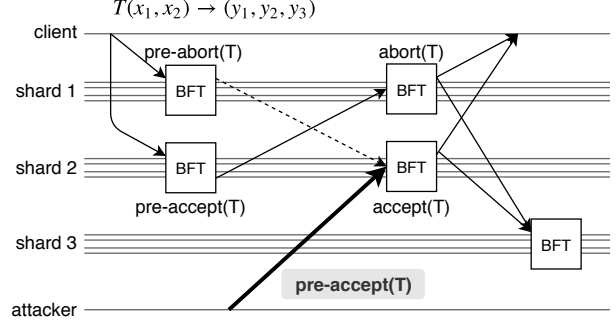 T(x₁, x₂) → (y₁, y₂, y₃)
client
pre-abort(T)
abort(T)
shard 1
BFT
BFT
shard 2
BFT
BFT
pre-accept(T)
accept(T)
shard 3
BFT
pre-accept(T)
attacker